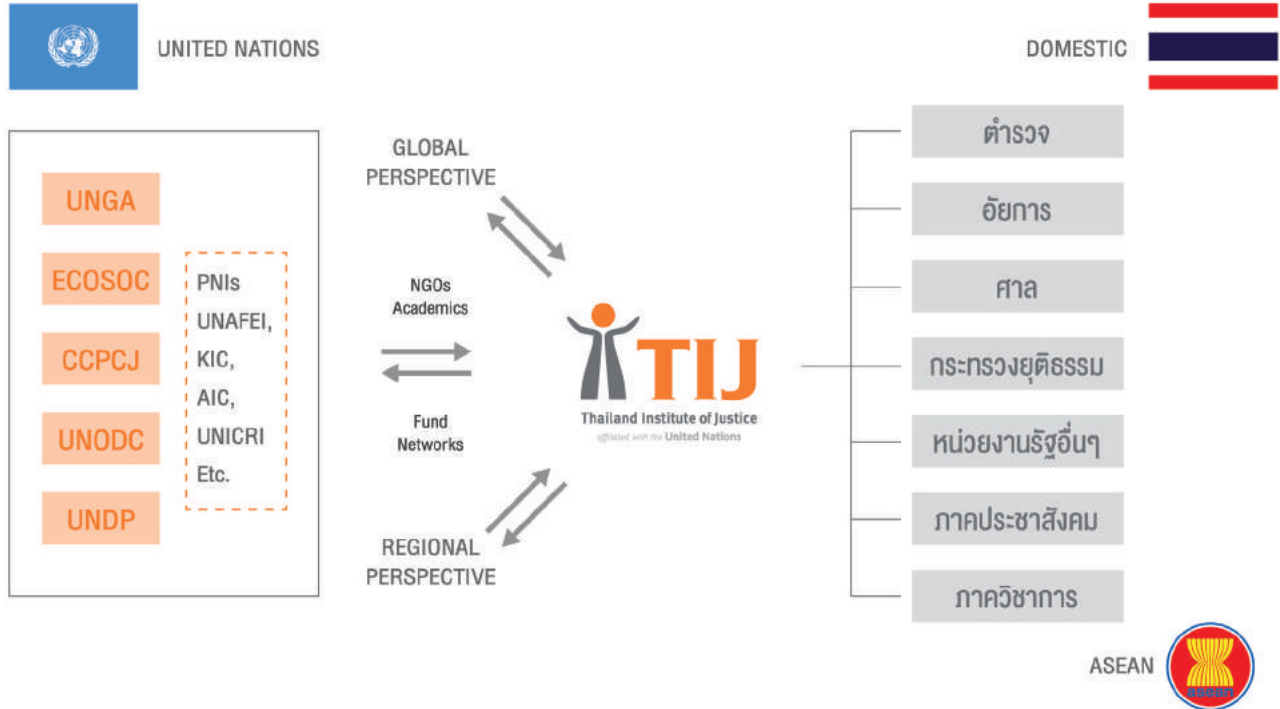 UNITED NATIONS
DOMESTIC
UNGA
ECOSOC
CCPCJ
UNODC
UNDP
PNIs
UNAFEI,
KIC,
AIC,
UNICRI
Etc.
GLOBAL
PERSPECTIVE
NGOs
Academics
Fund
Networks
REGIONAL
PERSPECTIVE
TIJ
Thailand Institute of Justice
affiliated with the United Nations
ตำรวจ
อัยการ
ศาล
กระทรวงยุติธรรม
หน่วยงานรัฐอื่นๆ
ภาคประชาสังคม
ภาควิชาการ
ASEAN
asean